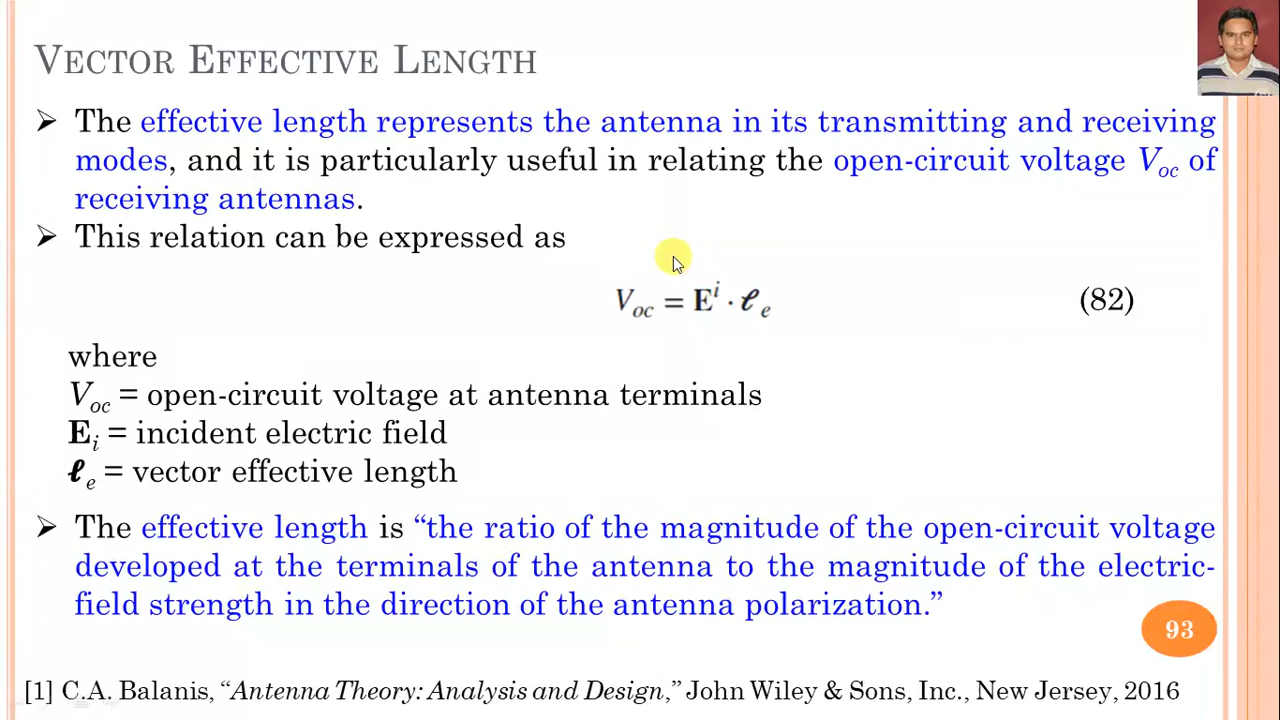 VECTOR EFFECTIVE LENGTH
➢ The effective length represents the antenna in its transmitting and receiving
modes, and it is particularly useful in relating the open-circuit voltage Voc of
receiving antennas.
➢ This relation can be expressed as
Voc = E^i · ℓe (82)
where
Voc = open-circuit voltage at antenna terminals
Ei = incident electric field
ℓe = vector effective length
➢ The effective length is “the ratio of the magnitude of the open-circuit voltage
developed at the terminals of the antenna to the magnitude of the electric-
field strength in the direction of the antenna polarization.”
93
[1] C.A. Balanis, “Antenna Theory: Analysis and Design,” John Wiley & Sons, Inc., New Jersey, 2016